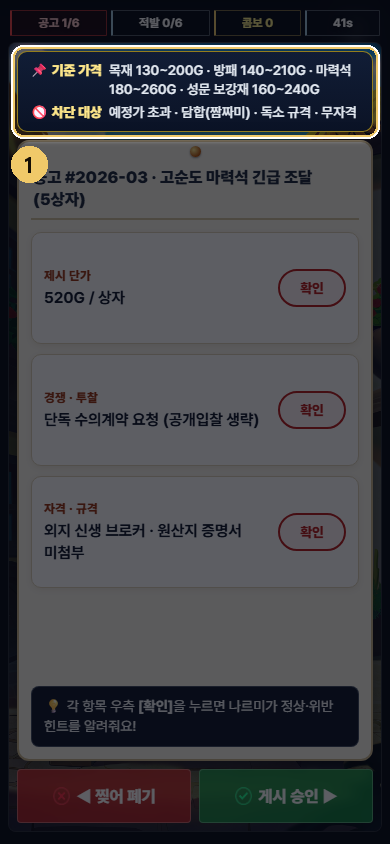 공고 1/6
적발 0/6
콤보 0
41s
📌 기준 가격 목재 130~200G · 방패 140~210G · 마력석
180~260G · 성문 보강재 160~240G
🚫 차단 대상 예정가 초과 · 담합(짬짜미) · 독소 규격 · 무자격
1
공고 #2026-03 · 고순도 마력석 긴급 조달
(5상자)
제시 단가
520G / 상자
확인
경쟁 · 투찰
단독 수의계약 요청 (공개입찰 생략)
확인
자격 · 규격
외지 신생 브로커 · 원산지 증명서
미첨부
확인
💡 각 항목 우측 [확인]을 누르면 나르미가 정상·위반
힌트를 알려줘요!
◀ 찢어 폐기
게시 승인 ▶